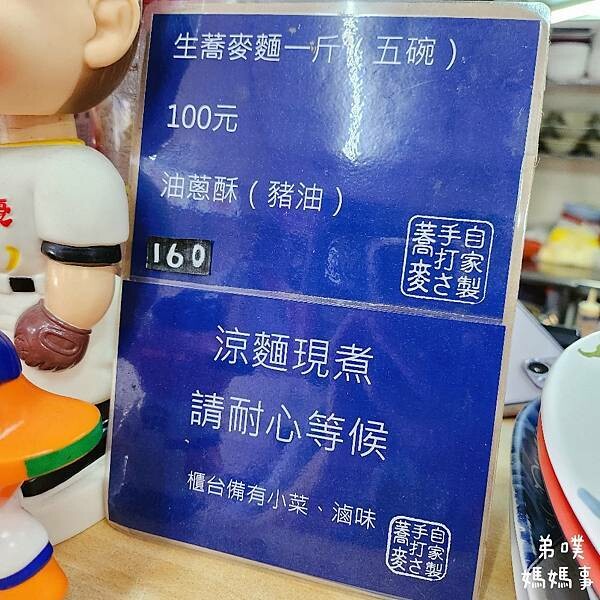 生蕎麥麵一斤（五碗）
100元
油蔥酥（豬油）
160
自家製
手打さ
蕎麥
涼麵現煮
請耐心等候
櫃台備有小菜、滷味
自家製
手打さ
蕎麥
弟噗
媽媽事